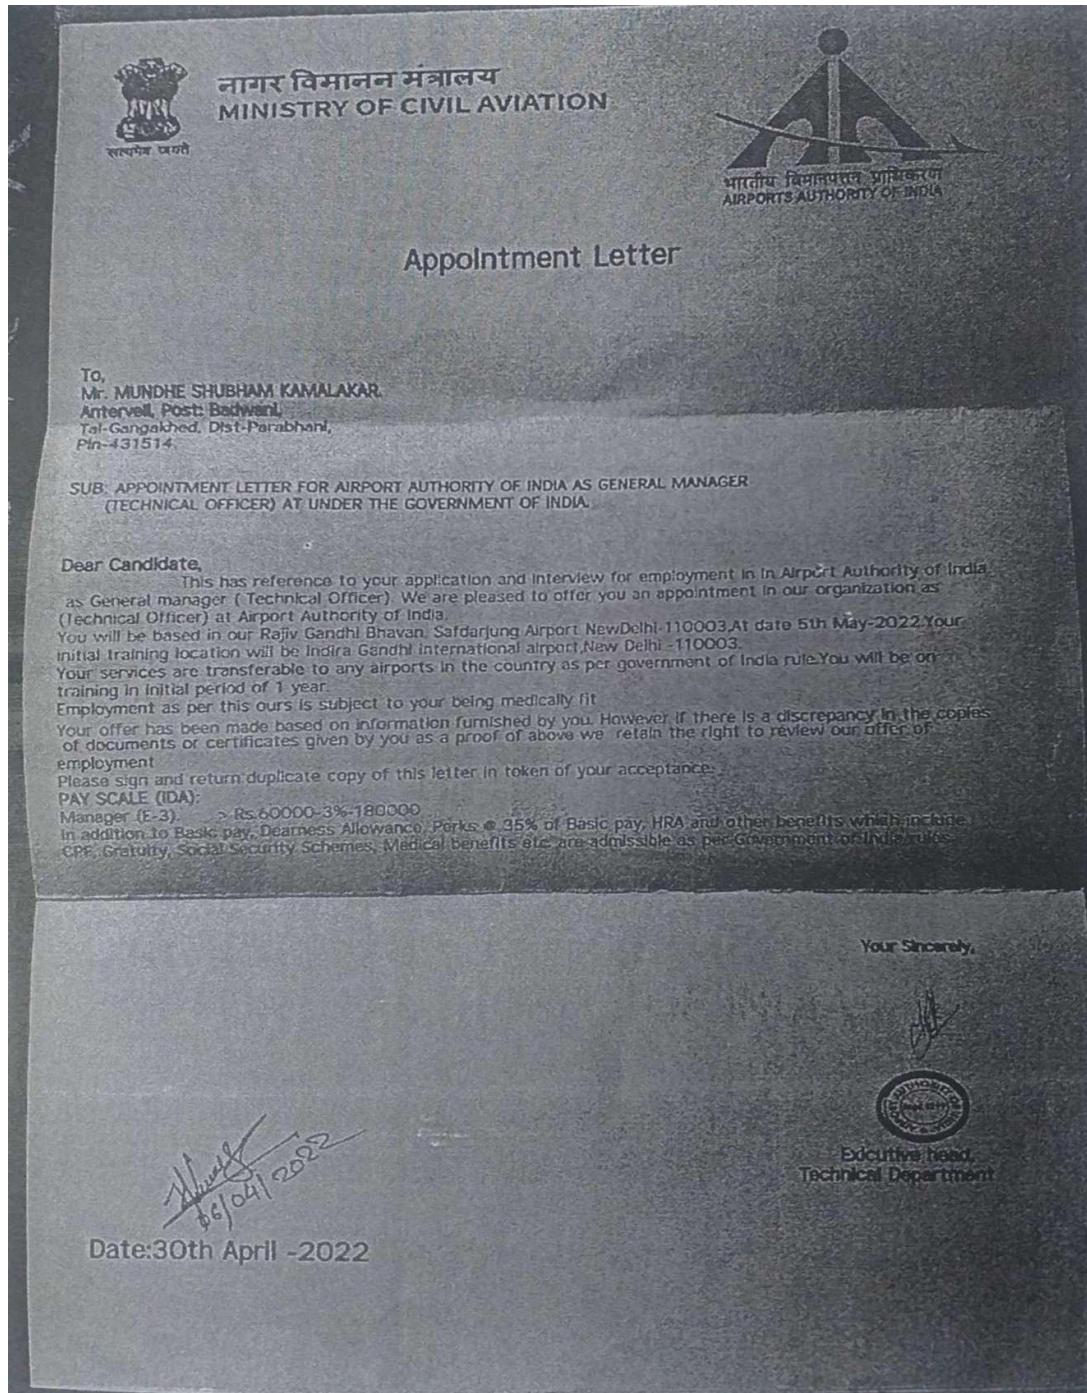 नागर विमानन मंत्रालय
MINISTRY OF CIVIL AVIATION
सत्यमेव जयते
भारतीय विमानपत्तन प्राधिकरण
AIRPORTS AUTHORITY OF INDIA
Appointment Letter
To,
Mr. MUNDHE SHUBHAM KAMALAKAR.
Antervell, Post: Badwani,
Tal-Gangakhed, Dist-Parabhani,
Pin-431514.
SUB: APPOINTMENT LETTER FOR AIRPORT AUTHORITY OF INDIA AS GENERAL MANAGER
(TECHNICAL OFFICER) AT UNDER THE GOVERNMENT OF INDIA.
Dear Candidate,
This has reference to your application and interview for employment in in Airport Authority of India
as General manager ( Technical Officer). We are pleased to offer you an appointment in our organization as
(Technical Officer) at Airport Authority of India.
You will be based in our Rajiv Gandhi Bhavan, Safdarjung Airport NewDelhi-110003,At date 5th May-2022.Your
initial training location will be Indira Gandhi international airport,New Delhi -110003.
Your services are transferable to any airports in the country as per government of India rule.You will be on
training in initial period of 1 year.
Employment as per this ours is subject to your being medically fit
Your offer has been made based on information furnished by you. However if there is a discrepancy in the copies
of documents or certificates given by you as a proof of above we retain the right to review our offer of
employment
Please sign and return duplicate copy of this letter in token of your acceptance.
PAY SCALE (IDA):
Manager (E-3). > Rs.60000-3%-180000
In addition to Basic pay, Dearness Allowance, Perks @ 35% of Basic pay, HRA and other benefits which include
CPF, Gratuity, Social Security Schemes, Medical benefits etc. are admissible as per Government of India rules
Your Sincerely,
Exicutive head,
Technical Department
06/04/2022
Date:30th April -2022